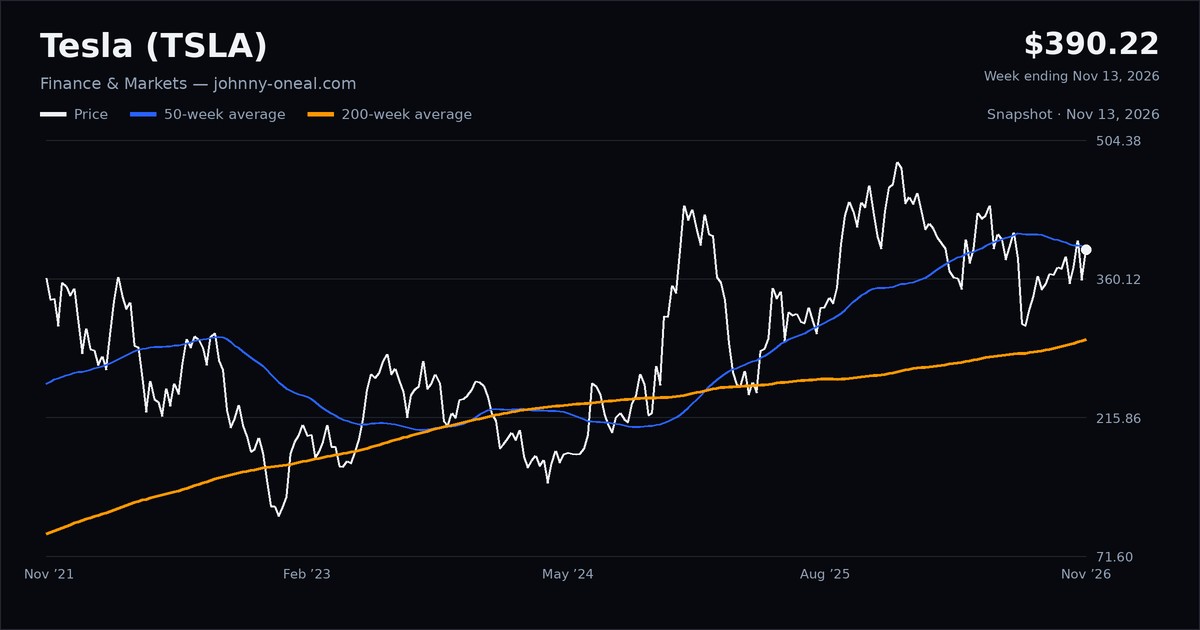 Tesla (TSLA)
$390.22
Finance & Markets — johnny-oneal.com
Week ending Nov 13, 2026
Price
50-week average
200-week average
Snapshot · Nov 13, 2026
504.38
360.12
215.86
71.60
Nov ’21
Feb ’23
May ’24
Aug ’25
Nov ’26